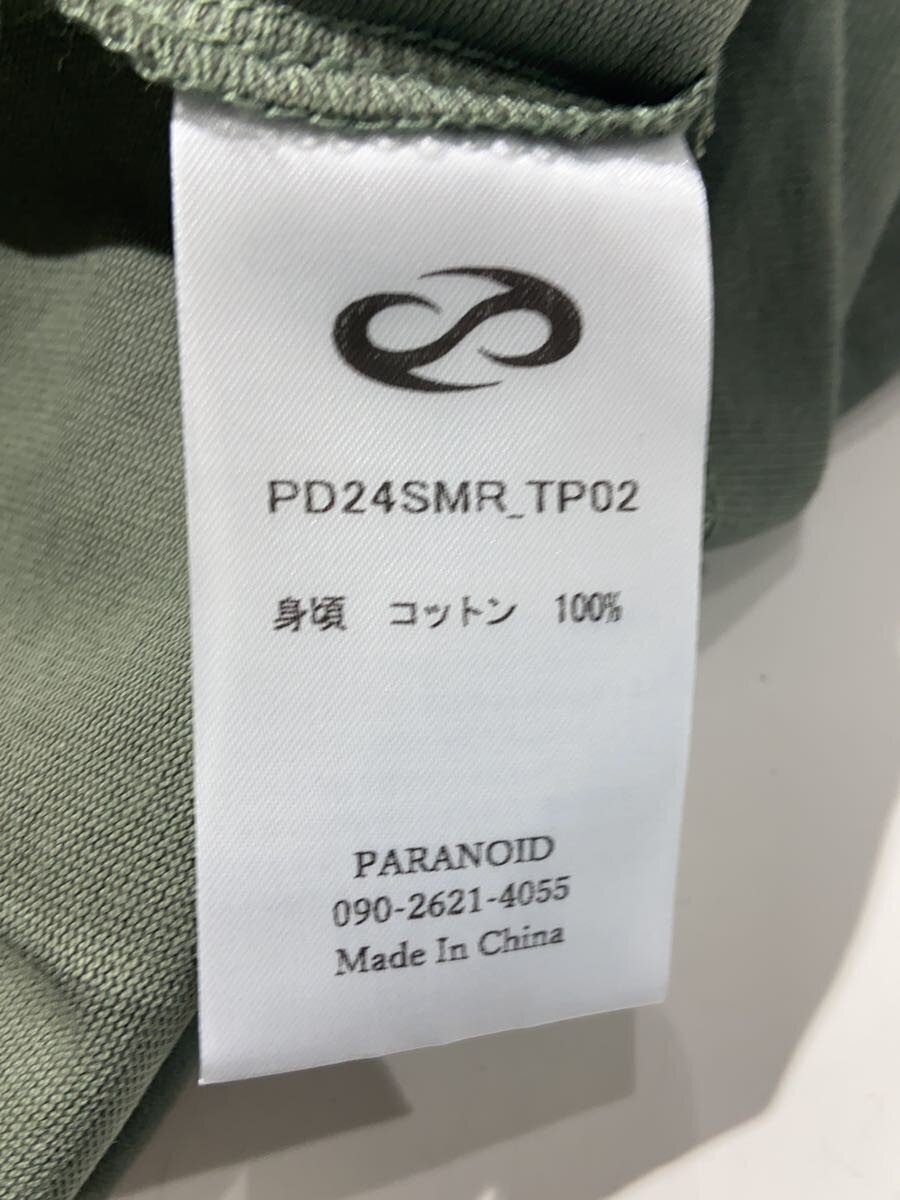 PD24SMR_TP02
身頃 コットン 100%
PARANOID
090-2621-4055
Made In China